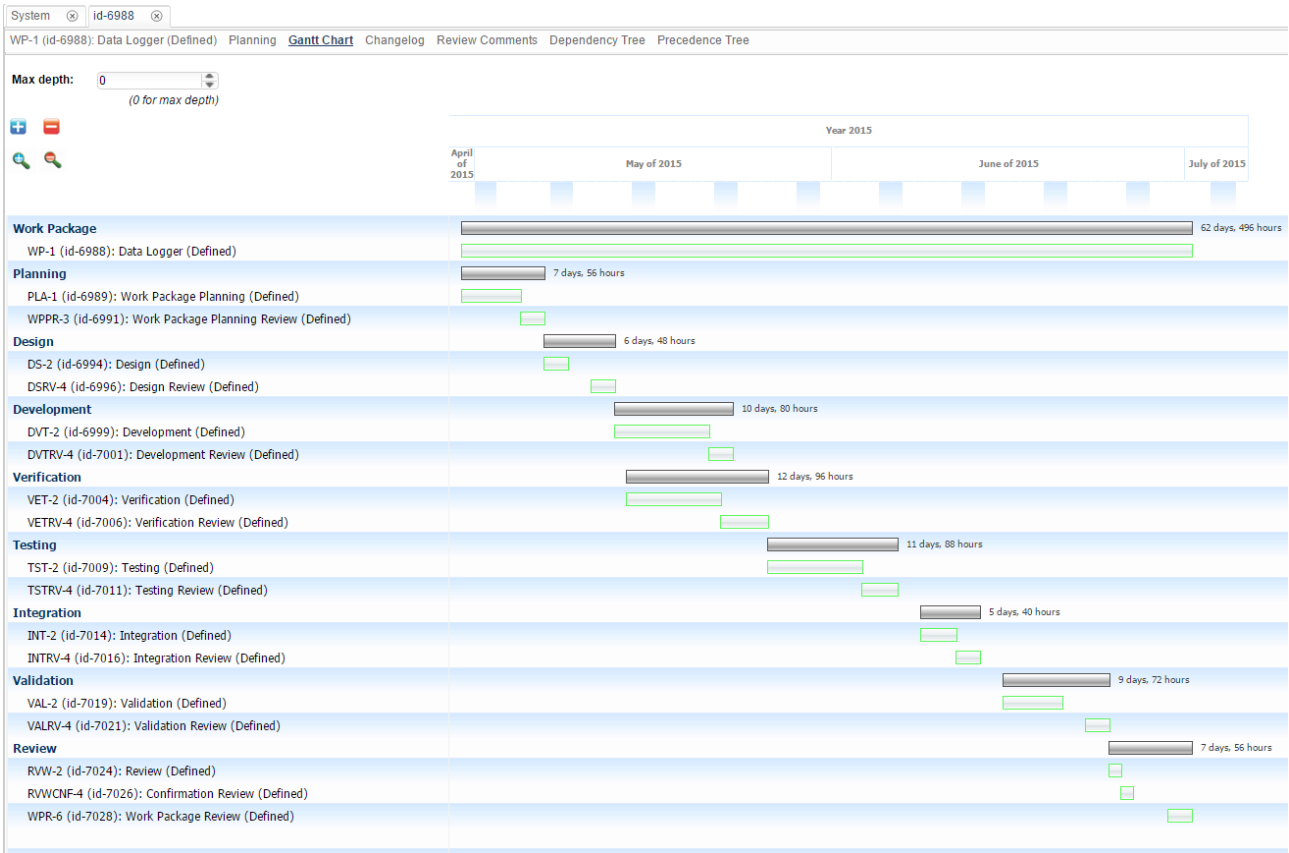 System id-6988
WP-1 (id-6988): Data Logger (Defined) Planning Gantt Chart Changelog Review Comments Dependency Tree Precedence Tree
Max depth: 0
(0 for max depth)
Year 2015
April of 2015 May of 2015 June of 2015 July of 2015
Work Package 62 days, 496 hours
WP-1 (id-6988): Data Logger (Defined)
Planning 7 days, 56 hours
PLA-1 (id-6989): Work Package Planning (Defined)
WPPR-3 (id-6991): Work Package Planning Review (Defined)
Design 6 days, 48 hours
DS-2 (id-6994): Design (Defined)
DSRV-4 (id-6996): Design Review (Defined)
Development 10 days, 80 hours
DVT-2 (id-6999): Development (Defined)
DVTRV-4 (id-7001): Development Review (Defined)
Verification 12 days, 96 hours
VET-2 (id-7004): Verification (Defined)
VETRV-4 (id-7006): Verification Review (Defined)
Testing 11 days, 88 hours
TST-2 (id-7009): Testing (Defined)
TSTRV-4 (id-7011): Testing Review (Defined)
Integration 5 days, 40 hours
INT-2 (id-7014): Integration (Defined)
INTRV-4 (id-7016): Integration Review (Defined)
Validation 9 days, 72 hours
VAL-2 (id-7019): Validation (Defined)
VALRV-4 (id-7021): Validation Review (Defined)
Review 7 days, 56 hours
RVW-2 (id-7024): Review (Defined)
RVWCNF-4 (id-7026): Confirmation Review (Defined)
WPR-6 (id-7028): Work Package Review (Defined)